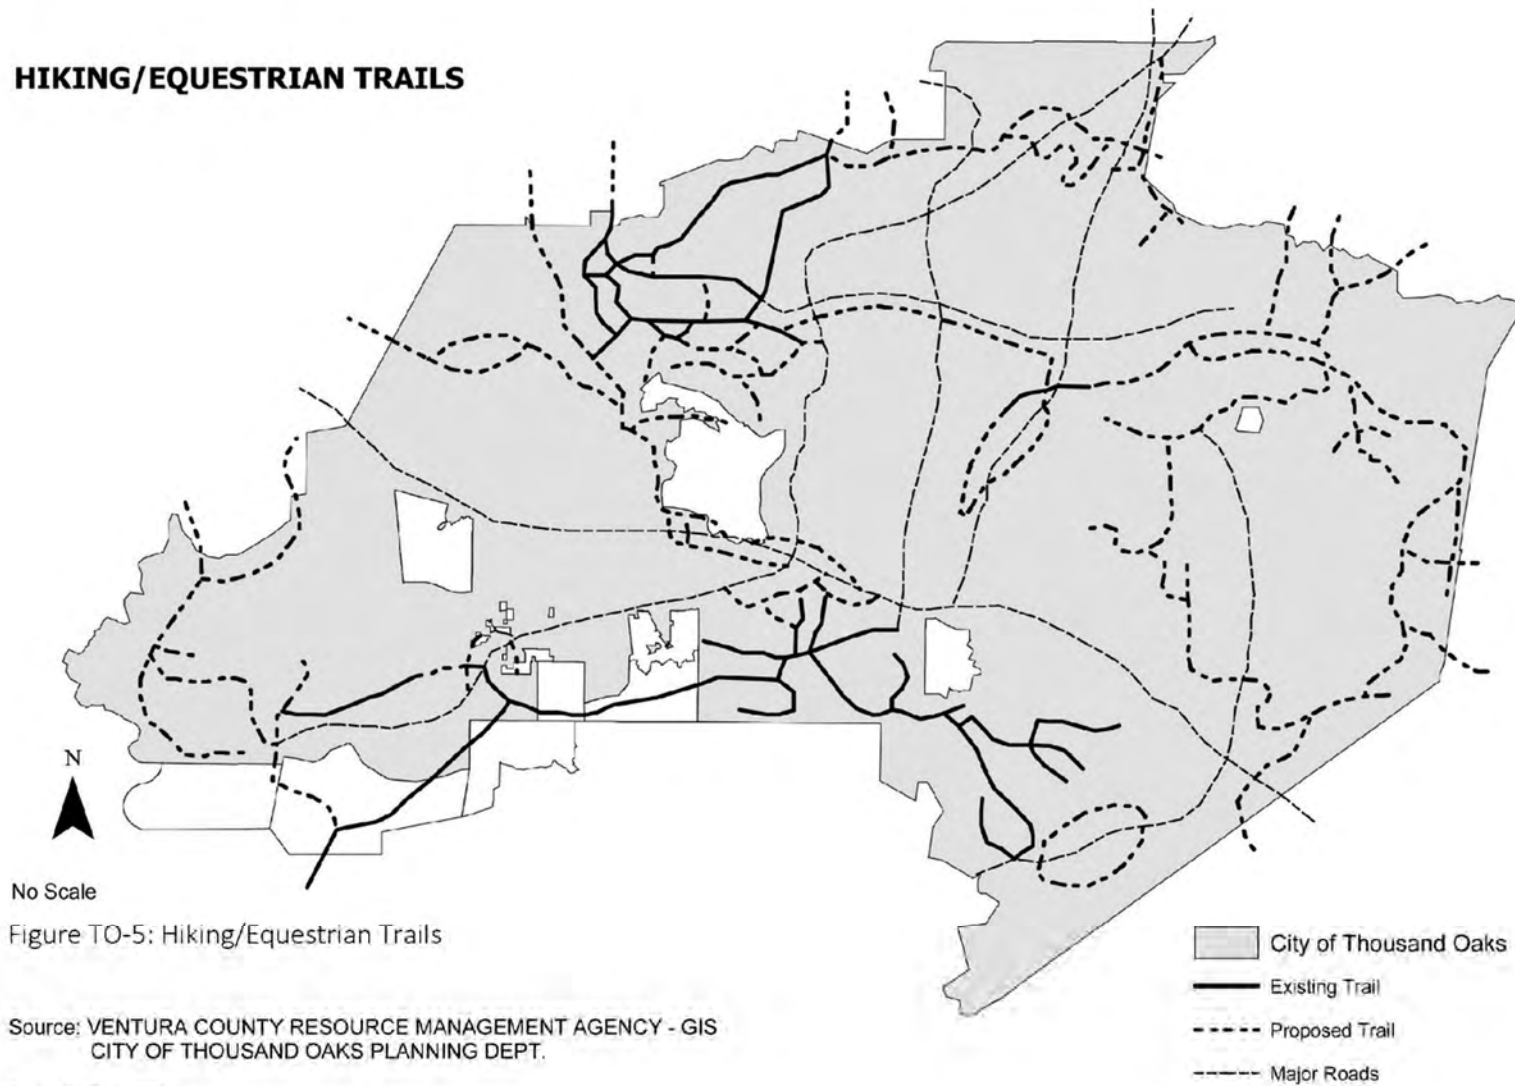 HIKING/EQUESTRIAN TRAILS
N
No Scale
Figure TO-5: Hiking/Equestrian Trails
City of Thousand Oaks
Existing Trail
Proposed Trail
Major Roads
Source: VENTURA COUNTY RESOURCE MANAGEMENT AGENCY - GIS
CITY OF THOUSAND OAKS PLANNING DEPT.